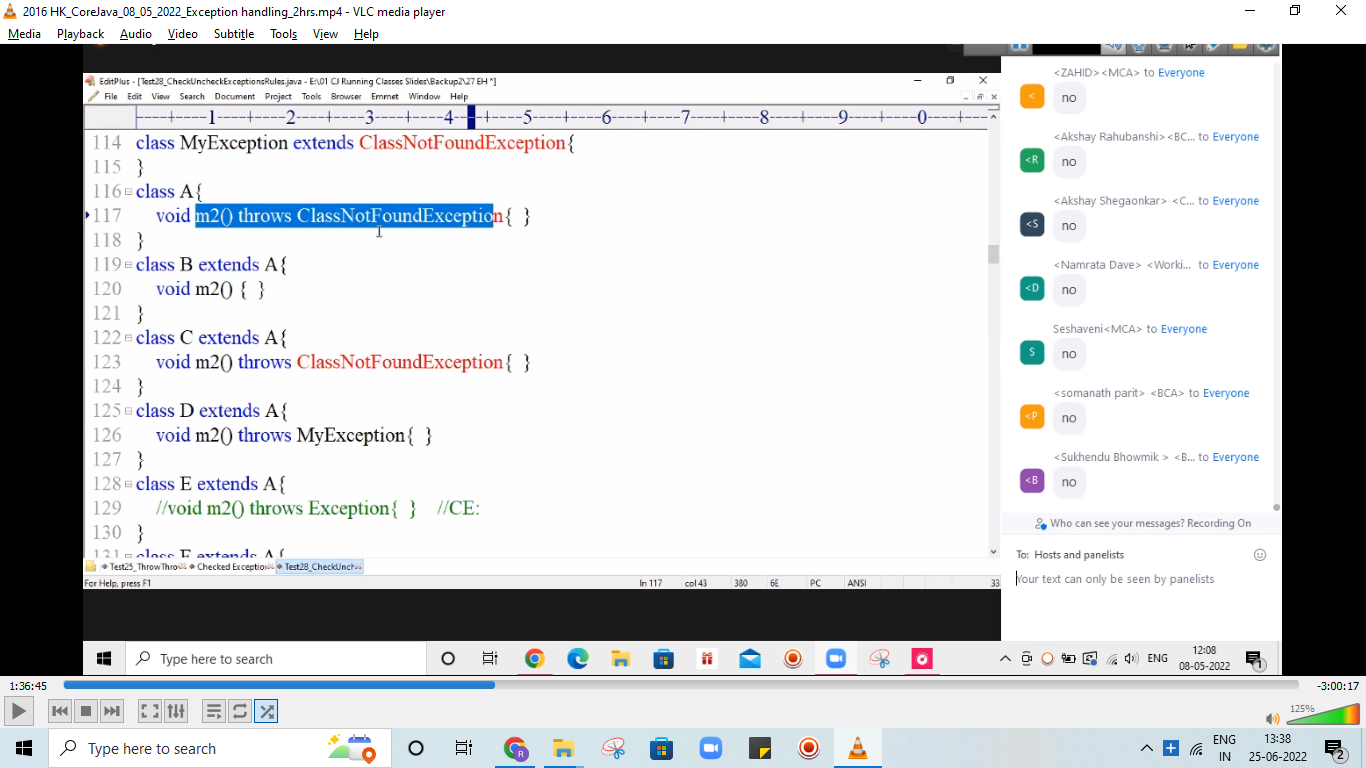 2016 HK_CoreJava_08_05_2022_Exception handling_2hrs.mp4 - VLC media player
Media Playback Audio Video Subtitle Tools View Help
EditPlus - [Test28_CheckUncheckExceptionsRules.java - E:\01 CJ Running Classes Slides\Backup2\27 EH *]
File Edit View Search Document Project Tools Browser Emmet Window Help
----+----1----+----2----+----3----+----4----+----5----+----6----+----7----+----8----+----9----+----0----+--
114 class MyException extends ClassNotFoundException{
115 }
116 class A{
117 void m2() throws ClassNotFoundException{ }
118 }
119 class B extends A{
120 void m2() { }
121 }
122 class C extends A{
123 void m2() throws ClassNotFoundException{ }
124 }
125 class D extends A{
126 void m2() throws MyException{ }
127 }
128 class E extends A{
129 //void m2() throws Exception{ } //CE:
130 }
131 class F extends A{
Test25_ThrowThro Checked Exception Test28_CheckUnch
For Help, press F1 ln 117 col 43 380 6E PC ANSI 33
<ZAHID><MCA> to Everyone
< no
<Akshay Rahubanshi><BC... to Everyone
<R no
<Akshay Shegaonkar> <C... to Everyone
<S no
<Namrata Dave> <Worki... to Everyone
<D no
Seshaveni<MCA> to Everyone
S no
<somanath parit> <BCA> to Everyone
<P no
<Sukhendu Bhowmik > <B... to Everyone
<B no
Who can see your messages? Recording On
To: Hosts and panelists
Your text can only be seen by panelists
Type here to search
ENG
12:08
08-05-2022
1
1:36:45
-3:00:17
125%
Type here to search
R
ENG
IN
13:38
25-06-2022
2